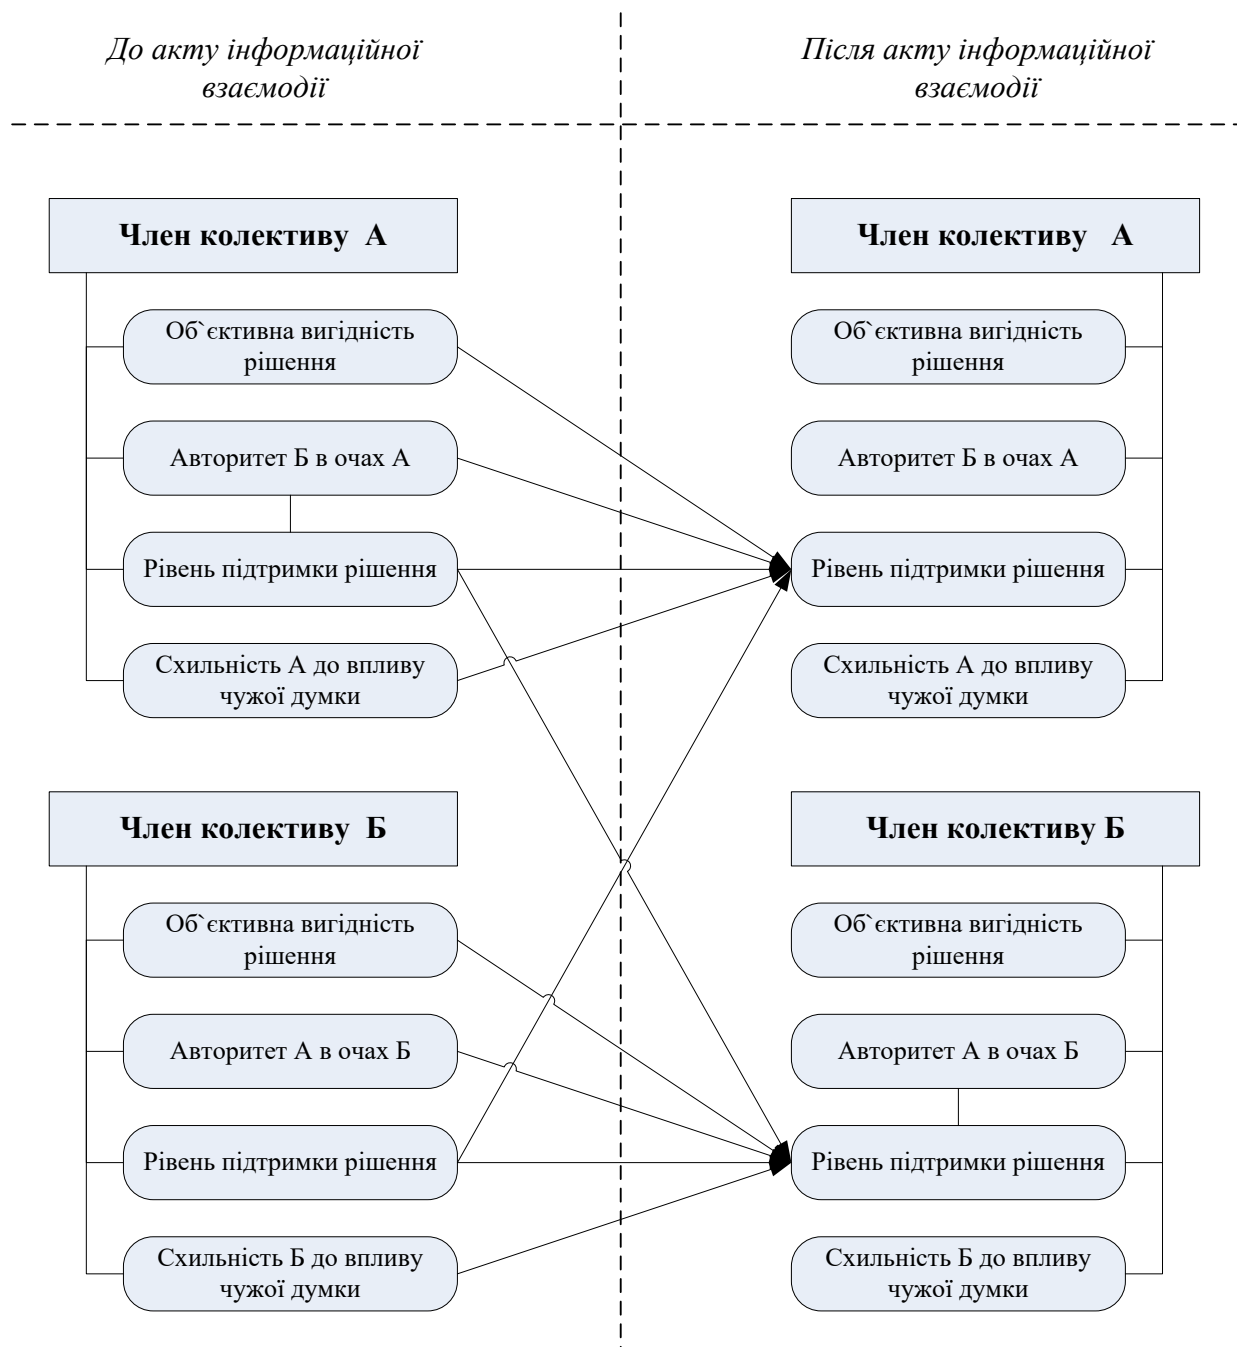 До акту інформаційної
взаємодії
Після акту інформаційної
взаємодії
Член колективу А
Об`єктивна вигідність
рішення
Авторитет Б в очах А
Рівень підтримки рішення
Схильність А до впливу
чужої думки
Член колективу А
Об`єктивна вигідність
рішення
Авторитет Б в очах А
Рівень підтримки рішення
Схильність А до впливу
чужої думки
Член колективу Б
Об`єктивна вигідність
рішення
Авторитет А в очах Б
Рівень підтримки рішення
Схильність Б до впливу
чужої думки
Член колективу Б
Об`єктивна вигідність
рішення
Авторитет А в очах Б
Рівень підтримки рішення
Схильність Б до впливу
чужої думки